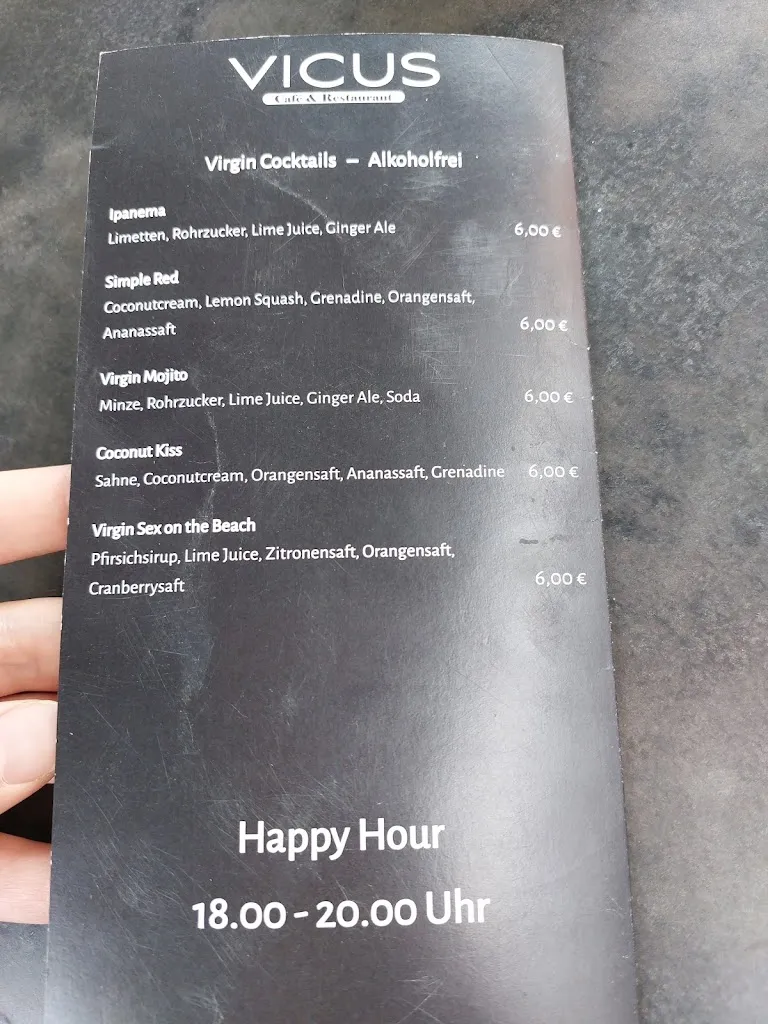 VICUS
Cafe & Restaurant
Virgin Cocktails – Alkoholfrei
Ipanema
Limetten, Rohrzucker, Lime Juice, Ginger Ale 6,00 €
Simple Red
Coconutcream, Lemon Squash, Grenadine, Orangensaft,
Ananassaft 6,00 €
Virgin Mojito
Minze, Rohrzucker, Lime Juice, Ginger Ale, Soda 6,00 €
Coconut Kiss
Sahne, Coconutcream, Orangensaft, Ananassaft, Grenadine 6,00 €
Virgin Sex on the Beach
Pfirsichsirup, Lime Juice, Zitronensaft, Orangensaft,
Cranberrysaft 6,00 €
Happy Hour
18.00 - 20.00 Uhr